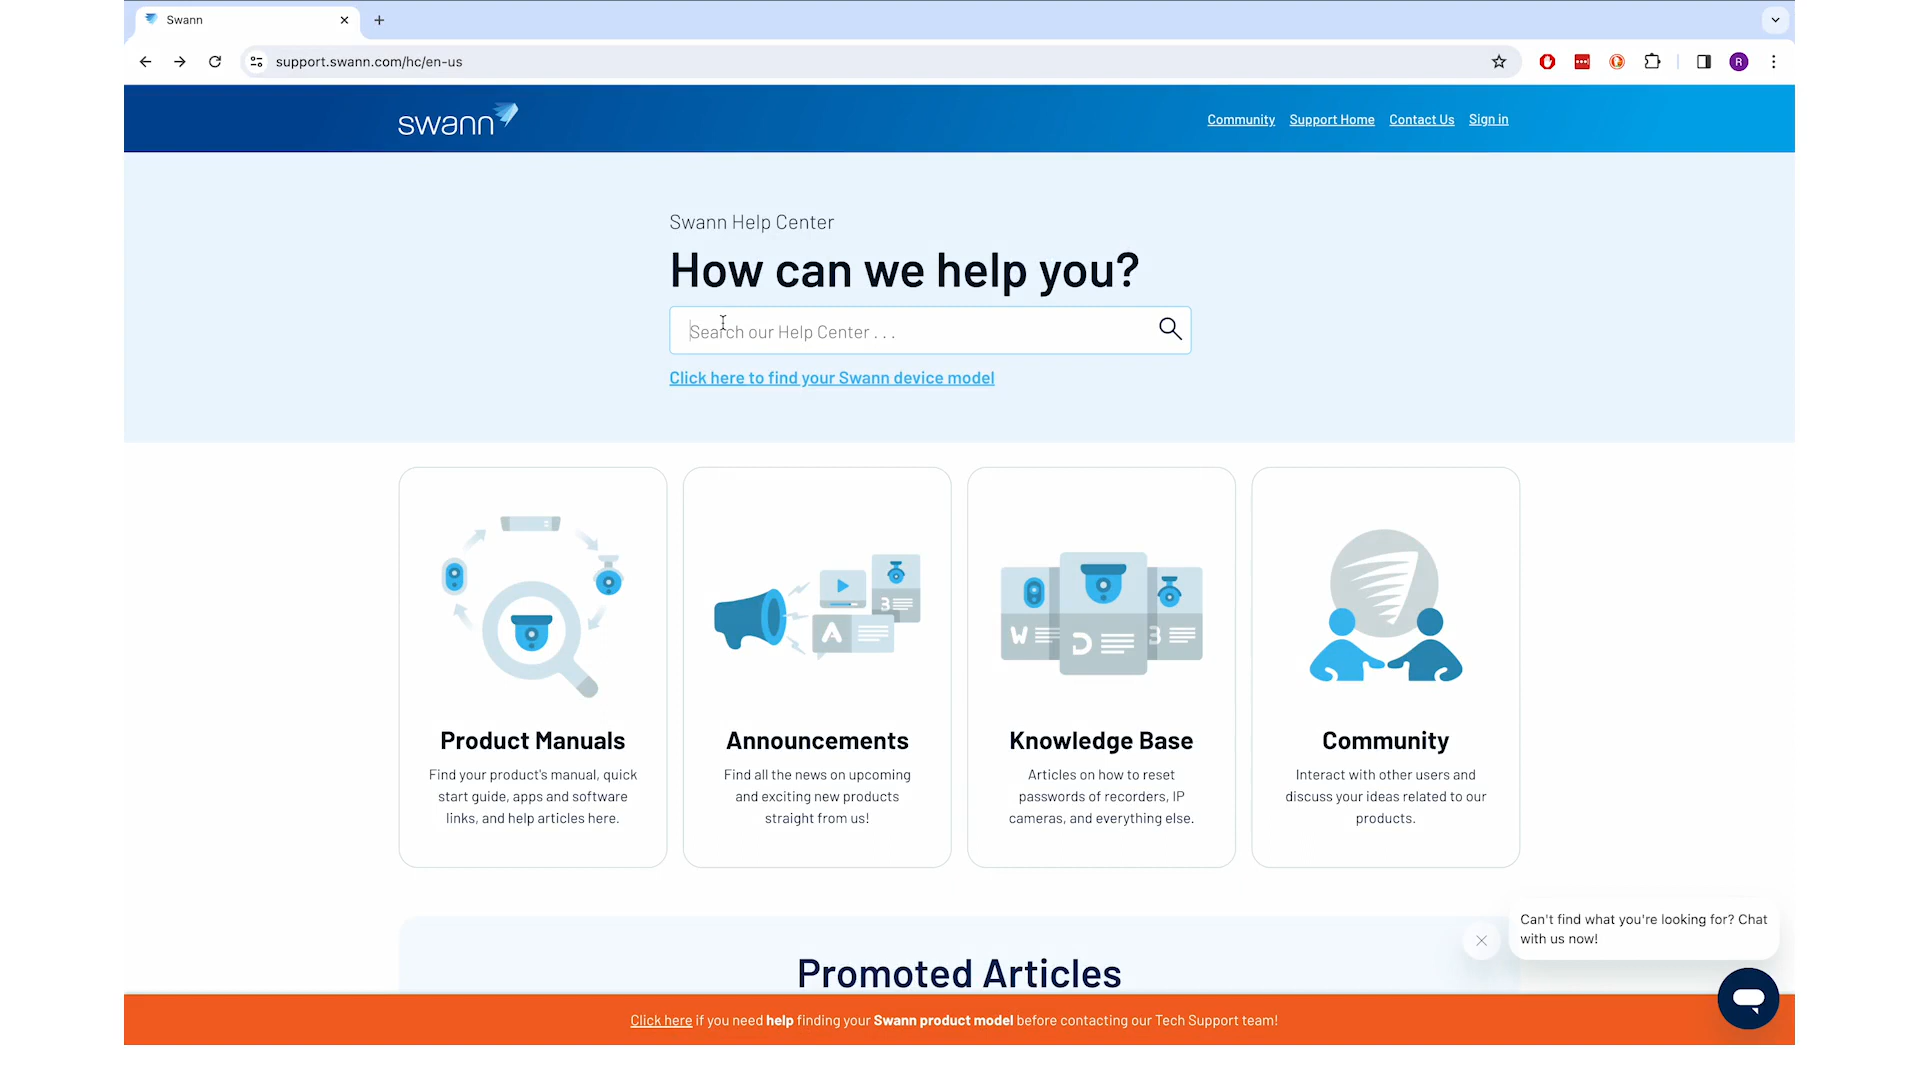 Swann
support.swann.com/hc/en-us
R
swann
Community Support Home Contact Us Sign in
Swann Help Center
How can we help you?
Search our Help Center . . .
Click here to find your Swann device model
A
3
W
D
3
Product Manuals
Find your product's manual, quick
start guide, apps and software
links, and help articles here.
Announcements
Find all the news on upcoming
and exciting new products
straight from us!
Knowledge Base
Articles on how to reset
passwords of recorders, IP
cameras, and everything else.
Community
Interact with other users and
discuss your ideas related to our
products.
Can't find what you're looking for? Chat
with us now!
Promoted Articles
Click here if you need help finding your Swann product model before contacting our Tech Support team!